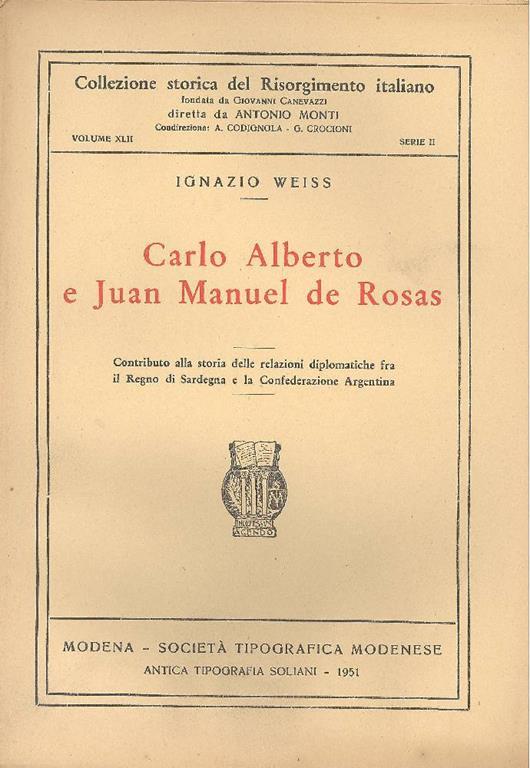 Collezione storica del Risorgimento italiano
fondata da GIOVANNI CANEVAZZI
diretta da ANTONIO MONTI
Condirezione: A. CODIGNOLA - G. CROCIONI
VOLUME XLII SERIE II
IGNAZIO WEISS
Carlo Alberto
e Juan Manuel de Rosas
Contributo alla storia delle relazioni diplomatiche fra
il Regno di Sardegna e la Confederazione Argentina
AGENDO
MODENA - SOCIETÀ TIPOGRAFICA MODENESE
ANTICA TIPOGRAFIA SOLIANI - 1951